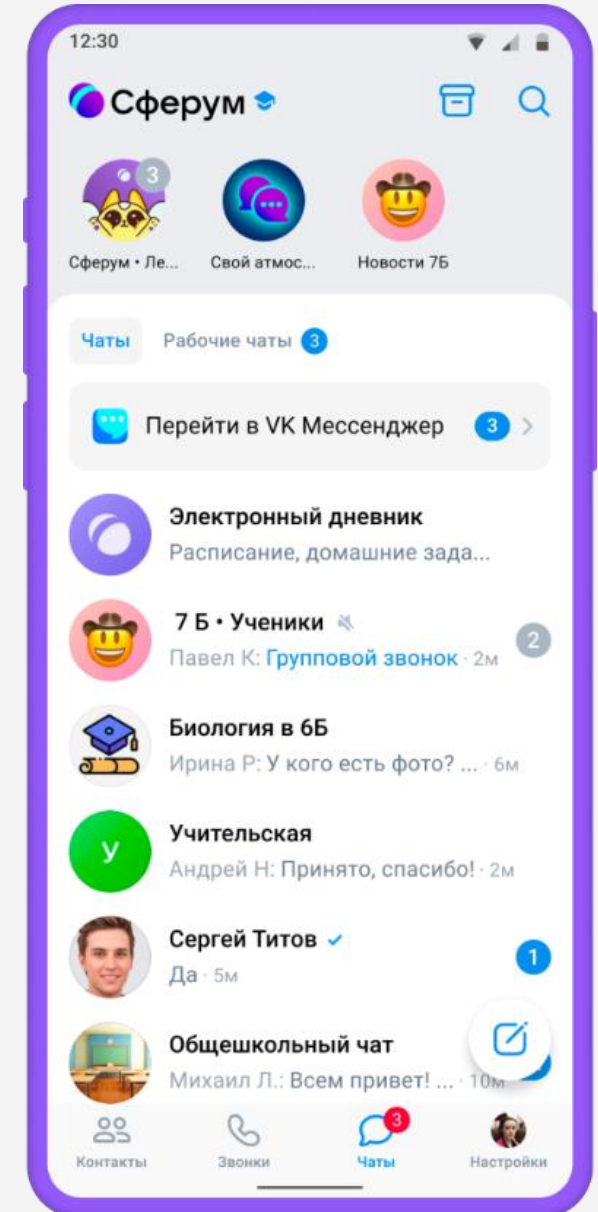 12:30
Сферум
3
Сферум • Ле...
Свой атмос...
Новости 7Б
Чаты
Рабочие чаты 3
Перейти в VK Мессенджер 3
Электронный дневник
Расписание, домашние зада...
7 Б • Ученики
Павел К: Групповой звонок · 2м
2
Биология в 6Б
Ирина Р: У кого есть фото? ... · 6м
У
Учительская
Андрей Н: Принято, спасибо! · 2м
Сергей Титов
Да · 5м
1
Общешкольный чат
Михаил Л.: Всем привет! ... · 10м
3
Контакты
Звонки
Чаты
Настройки